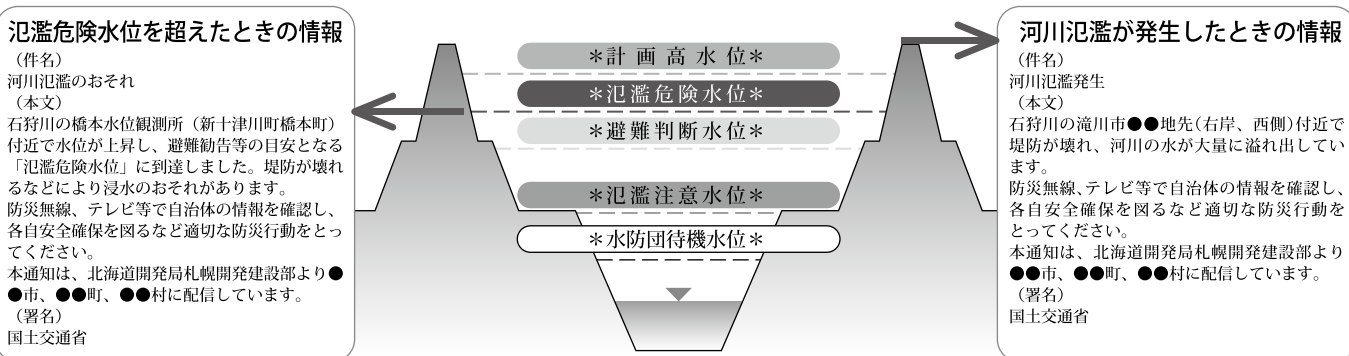 氾濫危険水位を超えたときの情報
(件名)
河川氾濫のおそれ
(本文)
石狩川の橋本水位観測所(新十津川町橋本町)
付近で水位が上昇し、避難勧告等の目安となる
「氾濫危険水位」に到達しました。堤防が壊れ
るなどにより浸水のおそれがあります。
防災無線、テレビ等で自治体の情報を確認し、
各自安全確保を図るなど適切な防災行動をとっ
てください。
本通知は、北海道開発局札幌開発建設部より●
●市、●●町、●●村に配信しています。
(署名)
国土交通省
*計画高水位*
*氾濫危険水位*
*避難判断水位*
*氾濫注意水位*
*水防団待機水位*
河川氾濫が発生したときの情報
(件名)
河川氾濫発生
(本文)
石狩川の滝川市●●地先(右岸、西側)付近で
堤防が壊れ、河川の水が大量に溢れ出してい
ます。
防災無線、テレビ等で自治体の情報を確認し、
各自安全確保を図るなど適切な防災行動を
とってください。
本通知は、北海道開発局札幌開発建設部より
●●市、●●町、●●村に配信しています。
(署名)
国土交通省